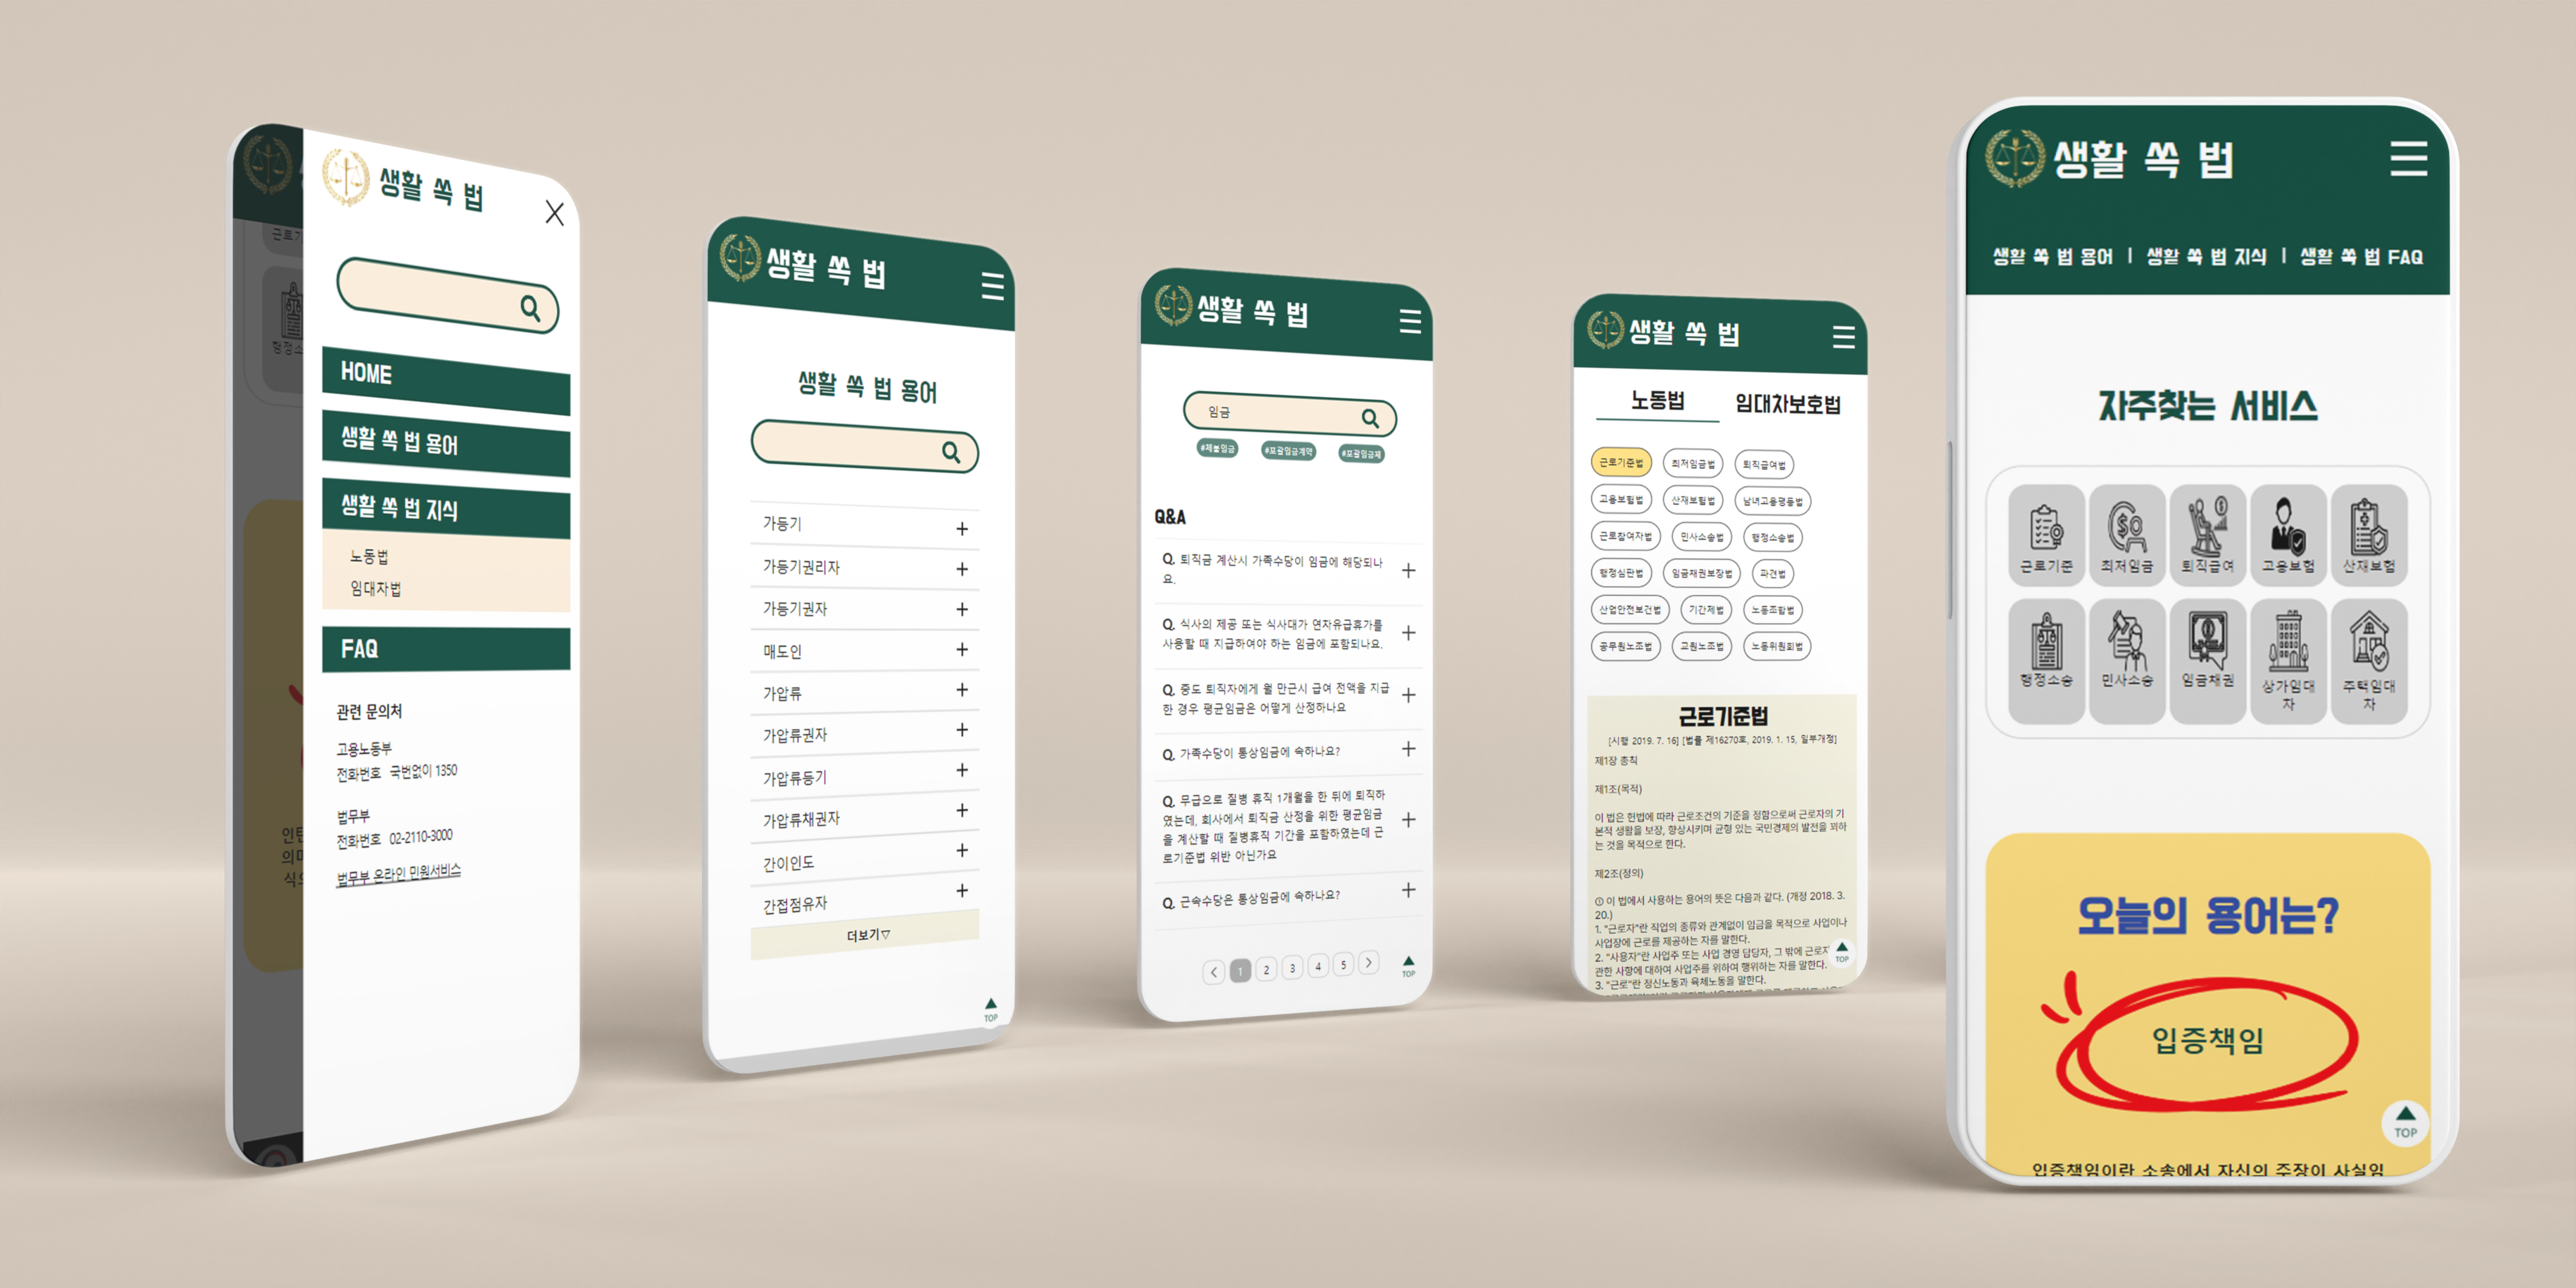 생활 쏙 법
HOME
생활 쏙 법 용어
생활 쏙 법 지식
노동법
임대차법
FAQ
관련 문의처
고용노동부
전화번호 국번없이 1350
법무부
전화번호 02-2110-3000
법무부 온라인 민원서비스
생활 쏙 법
생활 쏙 법 용어
가등기
가등기권리자
가등기권자
매도인
가압류
가압류권자
가압류등기
가압류채권자
간이인도
간접점유자
더보기▽
TOP
생활 쏙 법
임금
#체불임금 #포괄임금계약 #포괄임금제
Q&A
Q. 퇴직금 계산시 가족수당이 임금에 해당되나
요.
Q. 식사의 제공 또는 식사대가 연차유급휴가를
사용할 때 지급하여야 하는 임금에 포함되나요.
Q. 중도 퇴직자에게 월 만근시 급여 전액을 지급
한 경우 평균임금은 어떻게 산정하나요
Q. 가족수당이 통상임금에 속하나요?
Q. 무급으로 질병 휴직 1개월을 한 뒤에 퇴직하
였는데, 회사에서 퇴직금 산정을 위한 평균임금
을 계산할 때 질병휴직 기간을 포함하였는데 근
로기준법 위반 아닌가요
Q. 근속수당은 통상임금에 속하나요?
< 1 2 3 4 5 >
TOP
생활 쏙 법
노동법 임대차보호법
근로기준법 최저임금법 퇴직급여법
고용보험법 산재보험법 남녀고용평등법
근로참여자법 민사소송법 행정소송법
행정심판법 임금채권보장법 파견법
산업안전보건법 기간제법 노동조합법
공무원노조법 교원노조법 노동위원회법
근로기준법
[시행 2019. 7. 16] [법률 제16270호, 2019. 1. 15, 일부개정]
제1장 총칙
제1조(목적)
이 법은 헌법에 따라 근로조건의 기준을 정함으로써 근로자의 기
본적 생활을 보장, 향상시키며 균형 있는 국민경제의 발전을 꾀하
는 것을 목적으로 한다.
제2조(정의)
① 이 법에서 사용하는 용어의 뜻은 다음과 같다. (개정 2018. 3.
20.)
1. "근로자"란 직업의 종류와 관계없이 임금을 목적으로 사업이나
사업장에 근로를 제공하는 자를 말한다.
2. "사용자"란 사업주 또는 사업 경영 담당자, 그 밖에 근로자
관한 사항에 대하여 사업주를 위하여 행위하는 자를 말한다.
3. "근로"란 정신노동과 육체노동을 말한다.
TOP
생활 쏙 법
생활 쏙 법 용어 | 생활 쏙 법 지식 | 생활 쏙 법 FAQ
자주찾는 서비스
근로기준 최저임금 퇴직급여 고용보험 산재보험
행정소송 민사소송 임금채권 상가임대
차 주택임대
차
오늘의 용어는?
입증책임
TOP
입증책임이란 소송에서 자신의 주장이 사실임